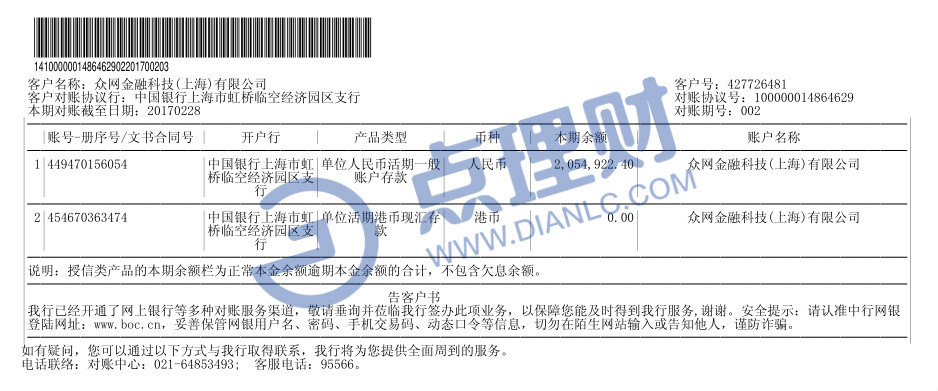 1410000001486462902201700203
客户名称: 众网金融科技(上海)有限公司 客户号: 427726481
客户对账协议行: 中国银行上海市虹桥临空经济园区支行 对账协议号: 100000014864629
本期对账截至日期: 20170228 对账期号: 002
账号-册序号/文书合同号 开户行 产品类型 币种 本期余额 账户名称
1 449470156054 中国银行上海市虹 单位人民币活期一般 人民币 2,054,922.40 众网金融科技(上海)有限公司
桥临空经济园区支 账户存款
行
2 454670363474 中国银行上海市虹 单位活期港币现汇存 港币 0.00 众网金融科技(上海)有限公司
桥临空经济园区支 款
行
说明: 授信类产品的本期余额栏为正常本金余额逾期本金余额的合计, 不包含欠息余额。
告客户书
我行已经开通了网上银行等多种对账服务渠道, 敬请垂询并莅临我行签办此项业务, 以保障您能及时得到我行服务, 谢谢。安全提示: 请认准中行网银
登陆网址: www.boc.cn, 妥善保管网银用户名、密码、手机交易码、动态口令等信息, 切勿在陌生网站输入或告知他人, 谨防诈骗。
如有疑问, 您可以通过以下方式与我行取得联系, 我行将为您提供全面周到的服务。
电话联络: 对账中心: 021-64853493; 客服电话: 95566。
点理财
WWW.DIANLC.COM